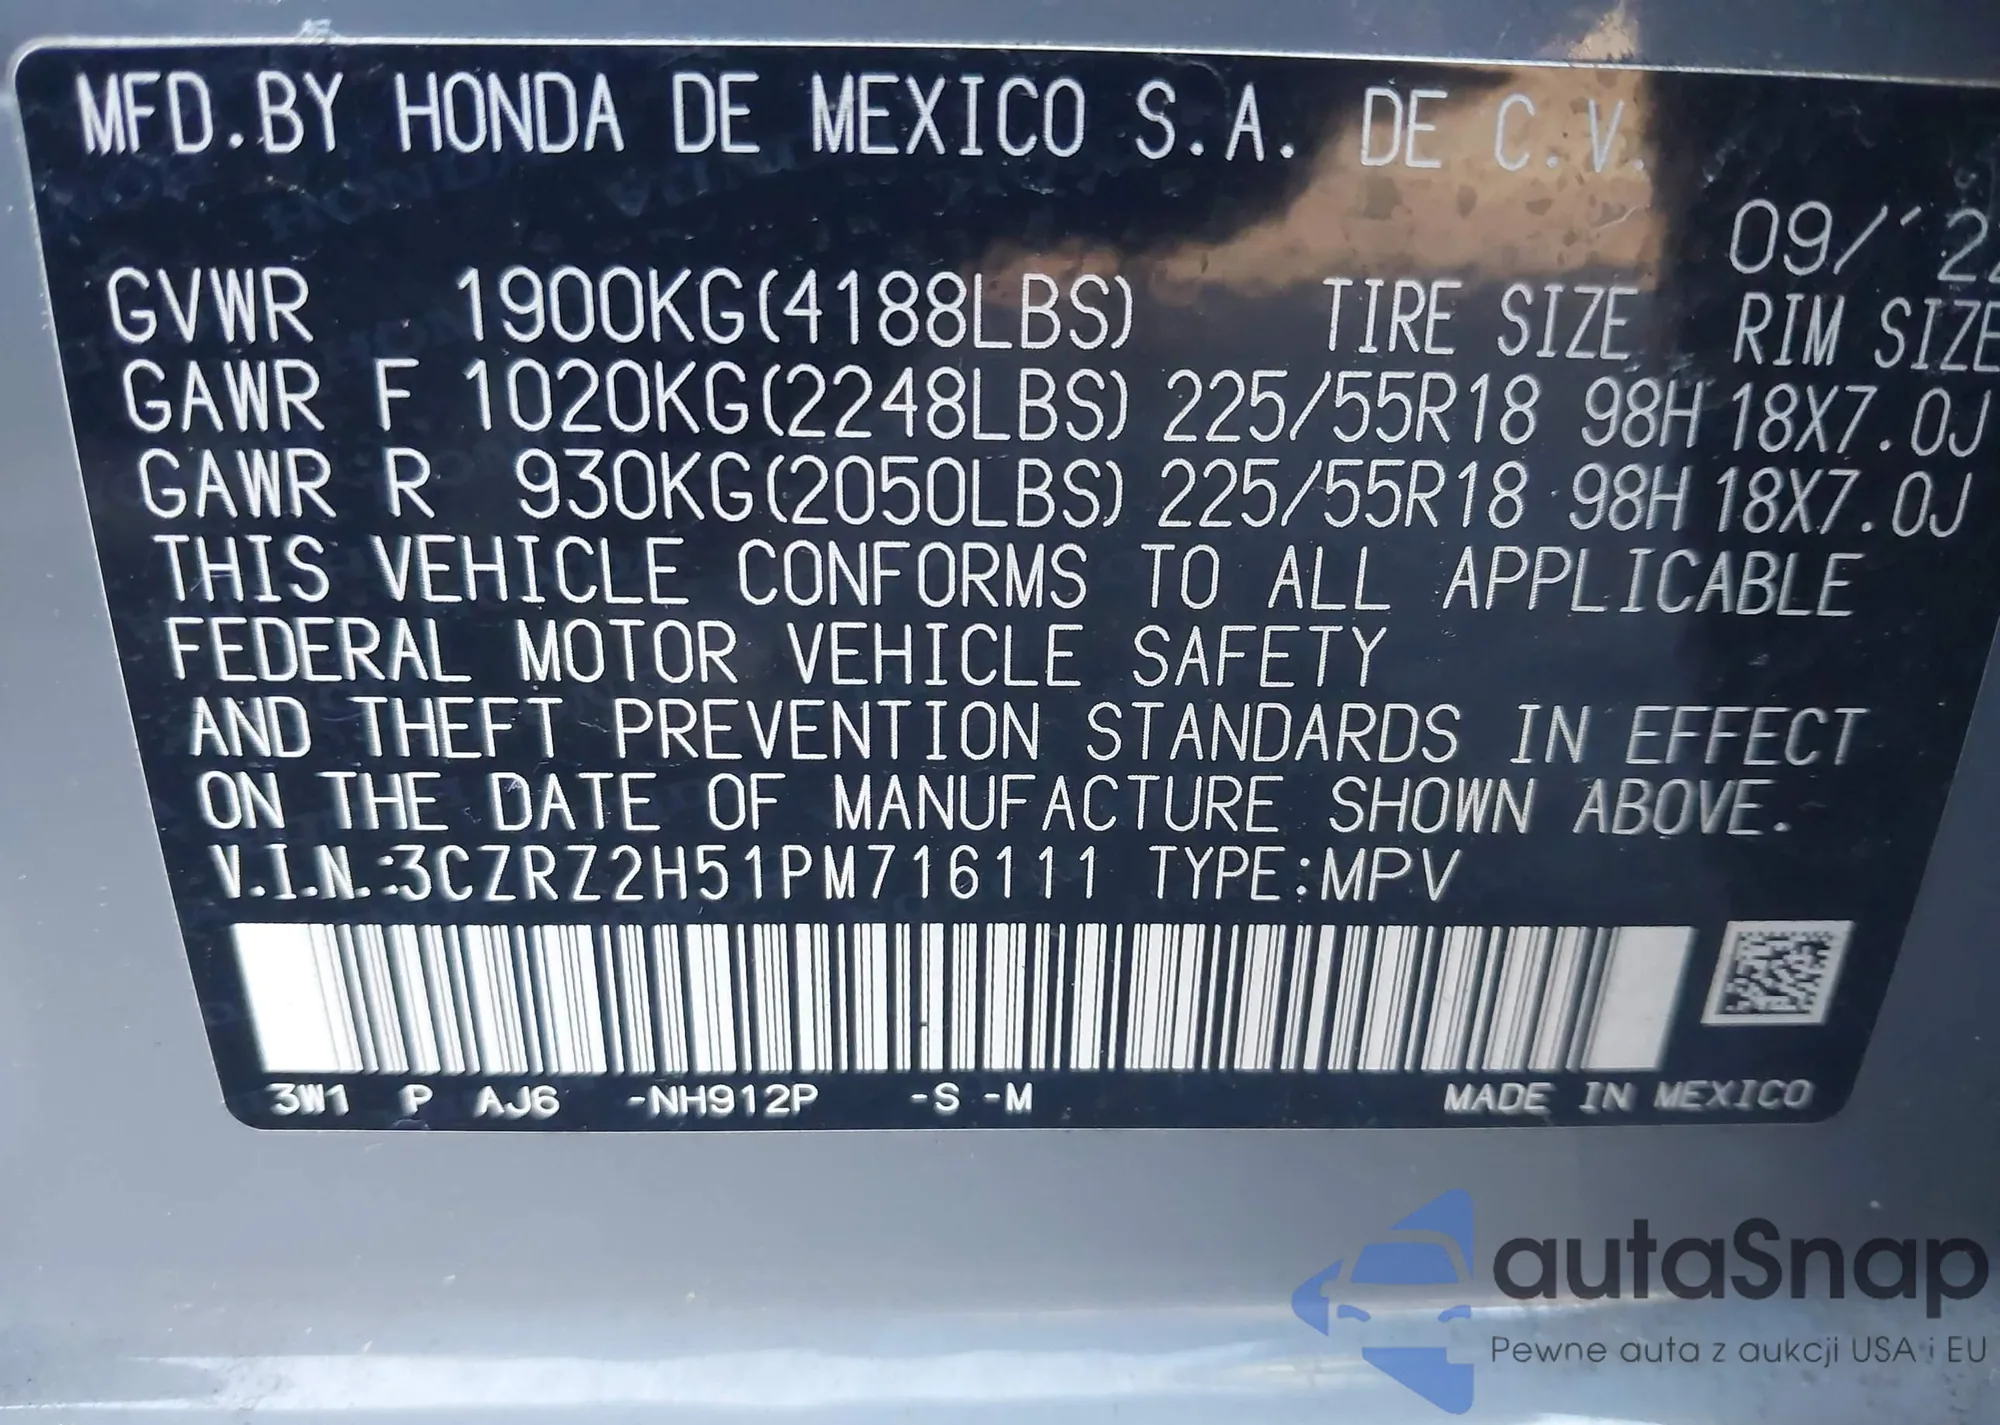 MFD.BY HONDA DE MEXICO S.A. DE C.V.
09/'22
GVWR 1900KG(4188LBS) TIRE SIZE RIM SIZE
GAWR F 1020KG(2248LBS) 225/55R18 98H 18X7.0J
GAWR R 930KG(2050LBS) 225/55R18 98H 18X7.0J
THIS VEHICLE CONFORMS TO ALL APPLICABLE
FEDERAL MOTOR VEHICLE SAFETY
AND THEFT PREVENTION STANDARDS IN EFFECT
ON THE DATE OF MANUFACTURE SHOWN ABOVE.
V.I.N.:3CZRZ2H51PM716111 TYPE:MPV
3W1 P AJ6 -NH912P -S -M MADE IN MEXICO
autaSnap
Pewne auta z aukcji USA i EU